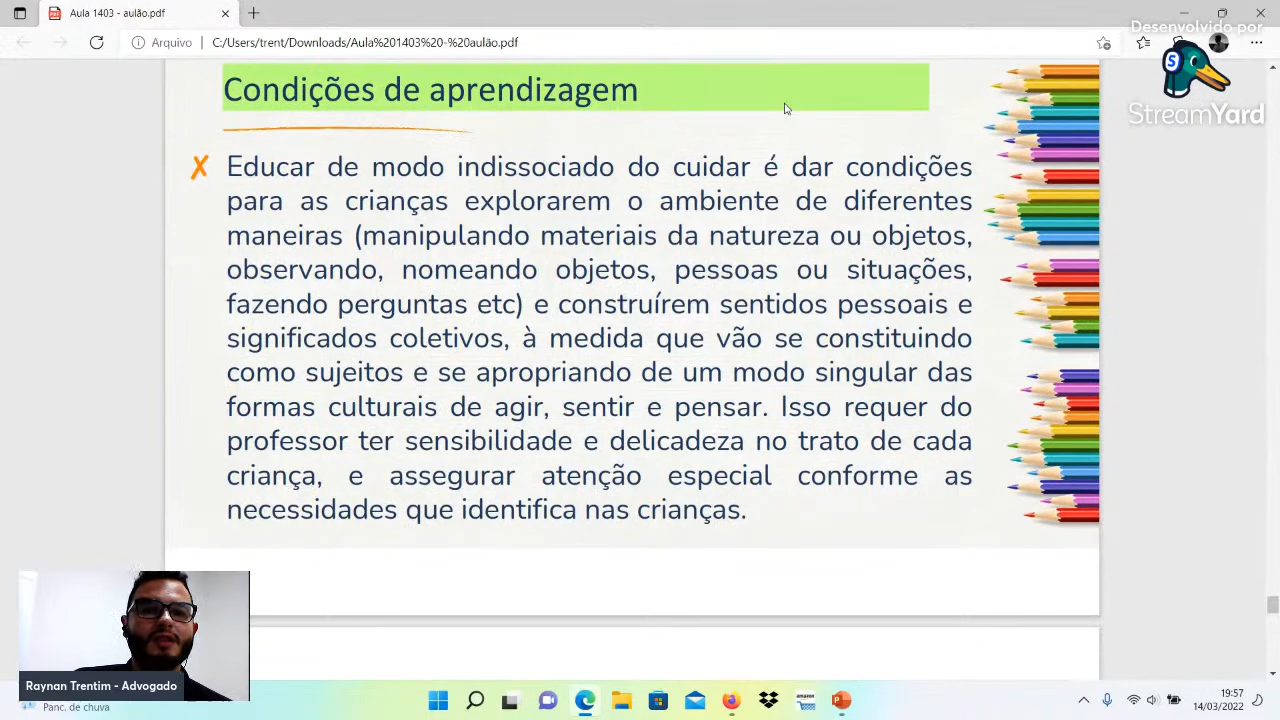 Aula 1403 - aulão.pdf
Desenvolvido por
Arquivo
C:/Users/trent/Downloads/Aula%201403%20-%20aulão.pdf
S
StreamYard
Condições de aprendizagem
✗ Educar de modo indissociado do cuidar é dar condições
para as crianças explorarem o ambiente de diferentes
maneiras (manipulando materiais da natureza ou objetos,
observando, nomeando objetos, pessoas ou situações,
fazendo perguntas etc) e construírem sentidos pessoais e
significados coletivos, à medida que vão se constituindo
como sujeitos e se apropriando de um modo singular das
formas culturais de agir, sentir e pensar. Isso requer do
professor ter sensibilidade e delicadeza no trato de cada
criança, e assegurar atenção especial conforme as
necessidades que identifica nas crianças.
Raynan Trentim - Advogado
Panc. de chuva
amazon
19:57
14/03/2022